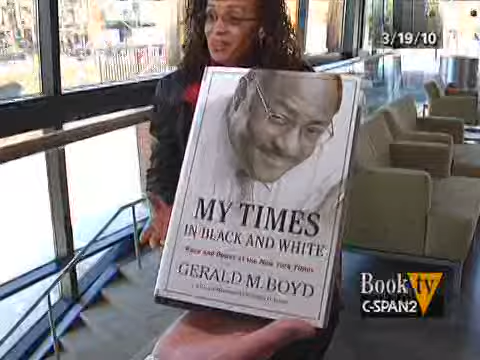 3/19/10
MY TIMES
IN BLACK AND WHITE
Race and Power at the New York Times
GERALD M. BOYD
Book tv
C-SPAN2